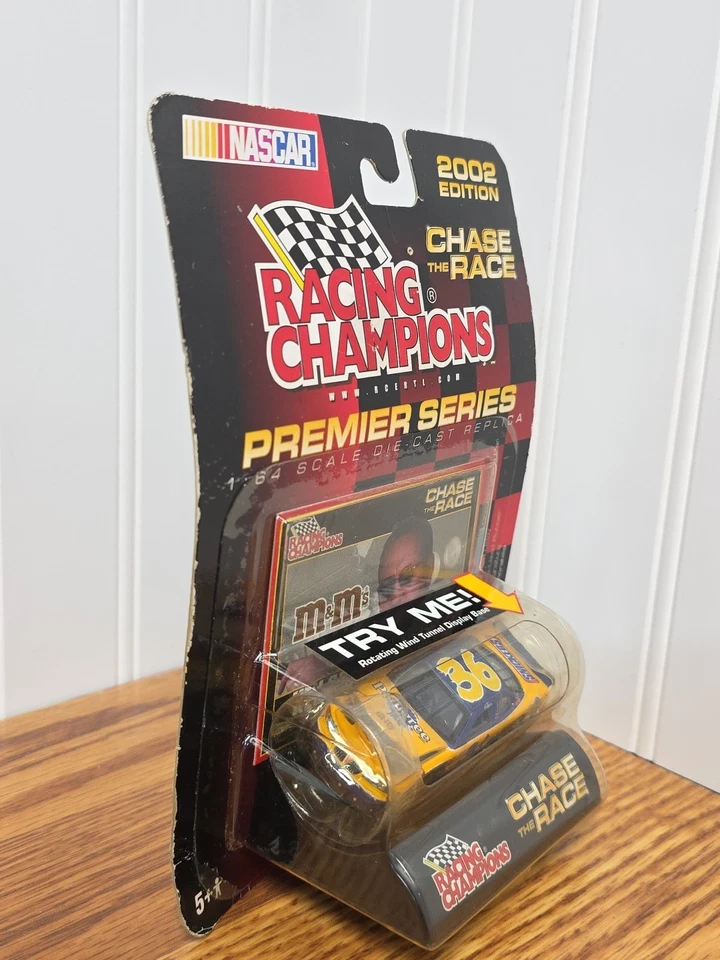 NASCAR
2002
EDITION
CHASE
THE RACE
RACING
CHAMPIONS®
WWW.RCERTL.COM
PREMIER SERIES
1:64 SCALE DIE-CAST REPLICA
CHASE
THE RACE
RACING
CHAMPIONS
m&m's
TRY ME!
Rotating Wind Tunnel Display Base
36
CHASE
THE RACE
RACING
CHAMPIONS
5+